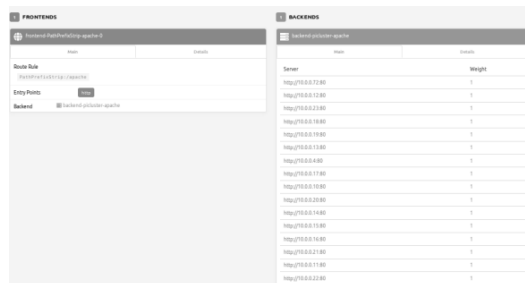 FRONTENDS
Frontend PathPrefixStrip-apache-0
Main
Details
Route Rule
PathPrefixStrip:/apache
Entry Points
http
Backend
backend-picluster-apache
BACKENDS
backend-picluster-apache
Main
Details
Server Weight
http://10.0.0.72:80 1
http://10.0.0.12:80 1
http://10.0.0.23:80 1
http://10.0.0.18:80 1
http://10.0.0.19:80 1
http://10.0.0.13:80 1
http://10.0.0.4:80 1
http://10.0.0.17:80 1
http://10.0.0.10:80 1
http://10.0.0.20:80 1
http://10.0.0.14:80 1
http://10.0.0.15:80 1
http://10.0.0.16:80 1
http://10.0.0.21:80 1
http://10.0.0.11:80 1
http://10.0.0.22:80 1